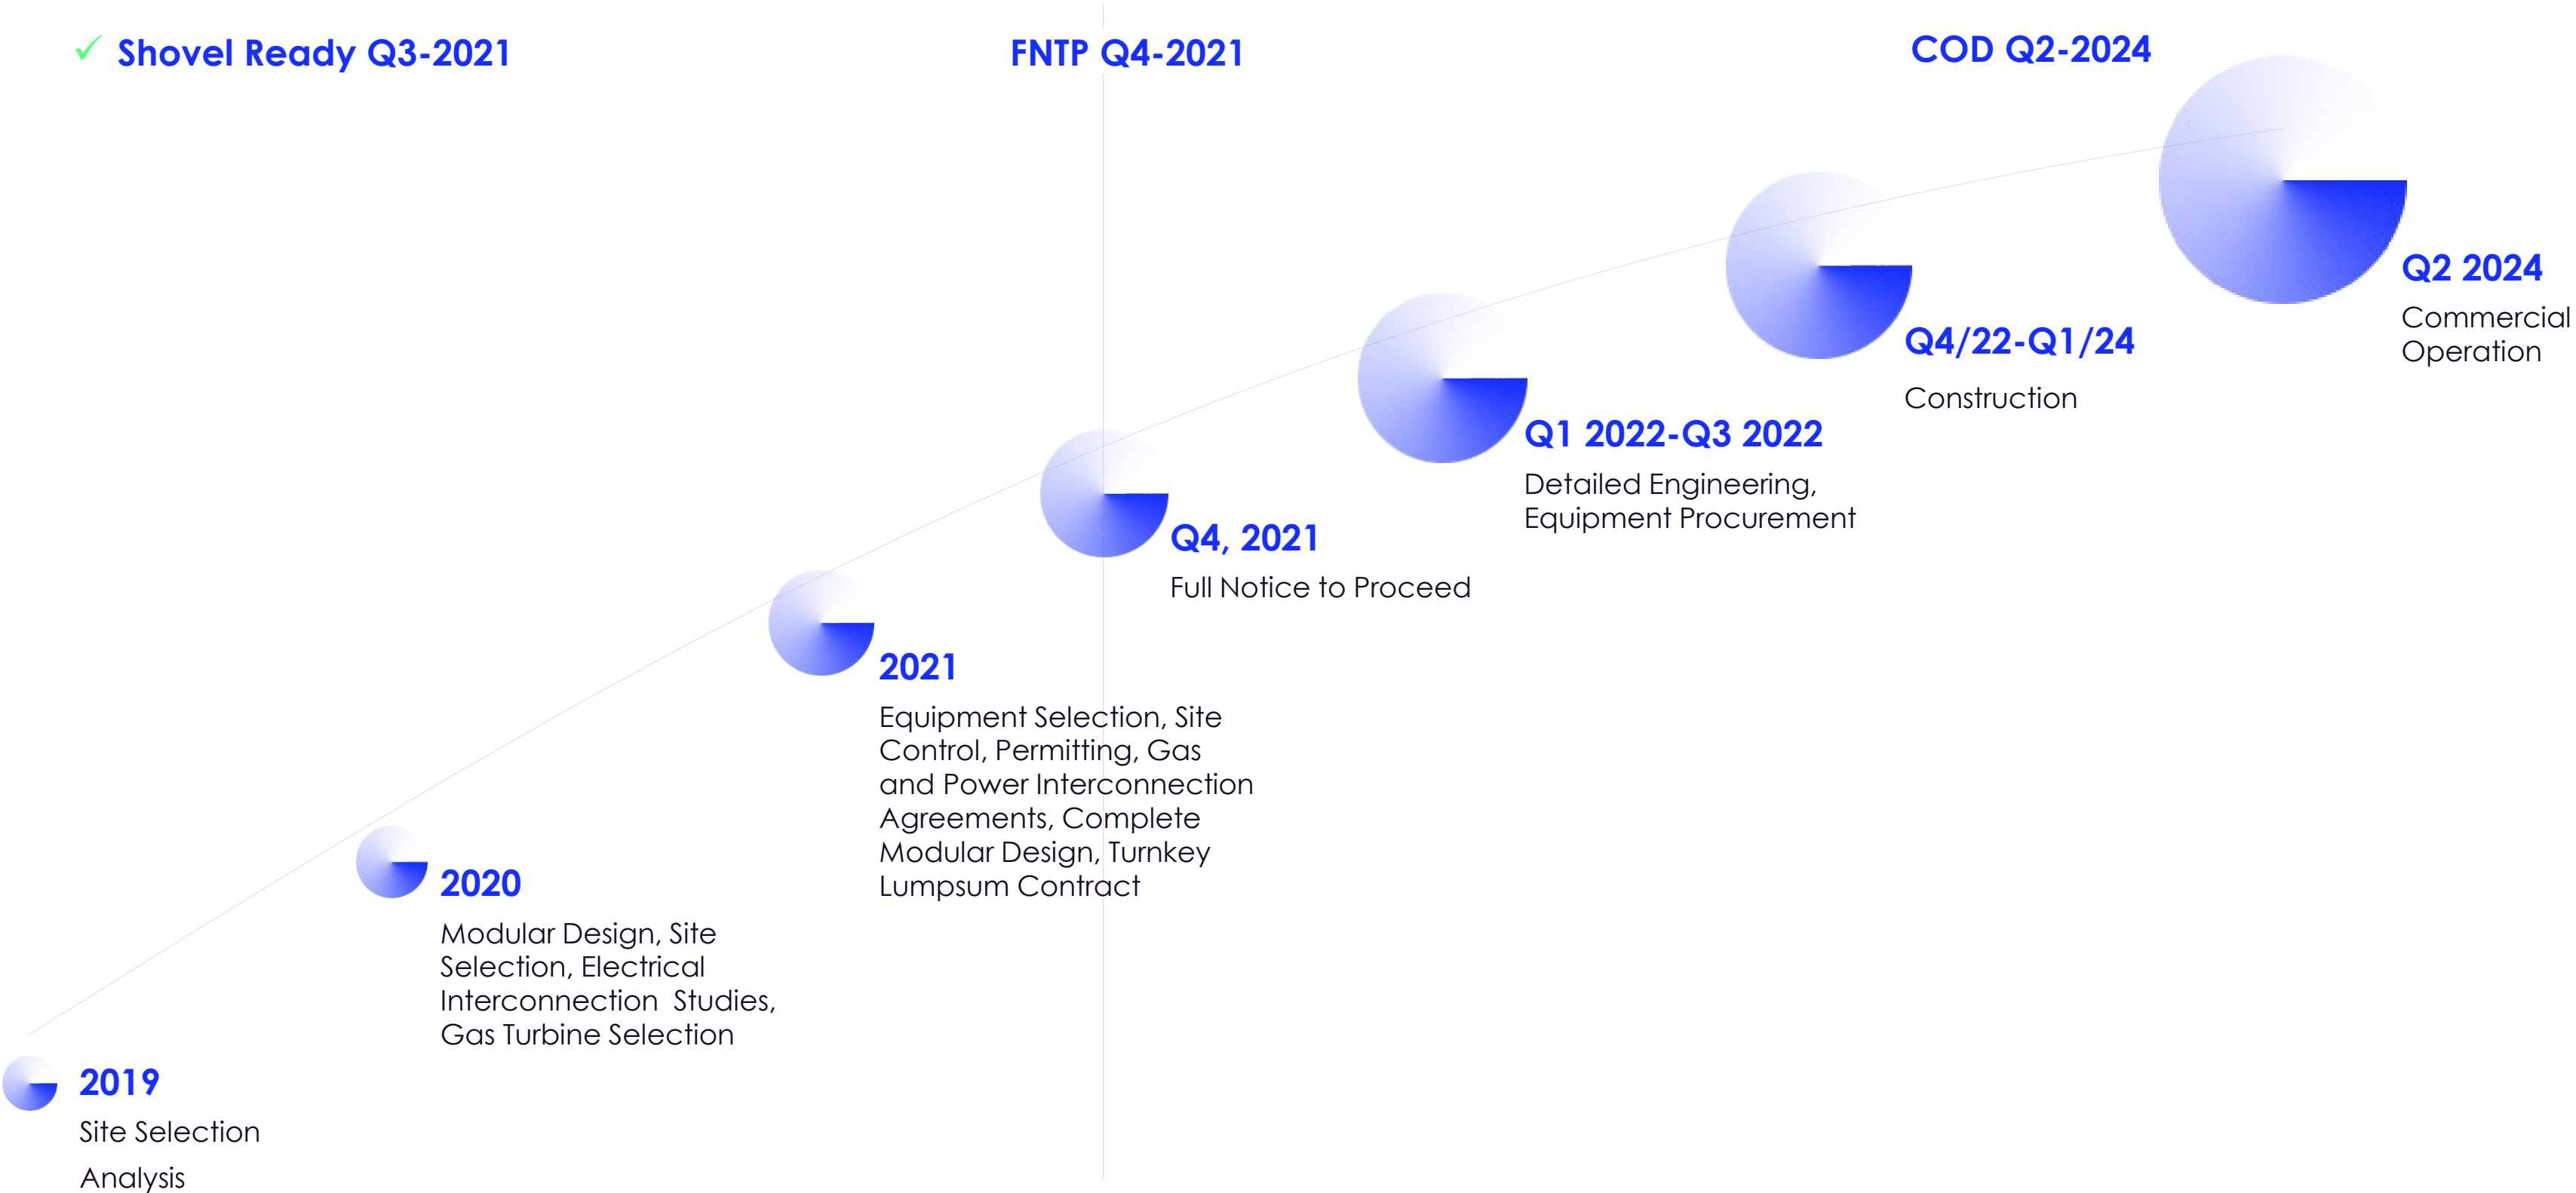 ✓ Shovel Ready Q3-2021
FNTP Q4-2021
COD Q2-2024
2019
Site Selection
Analysis
2020
Modular Design, Site
Selection, Electrical
Interconnection  Studies,
Gas Turbine Selection
2021
Equipment Selection, Site
Control, Permitting, Gas
and Power Interconnection
Agreements, Complete
Modular Design, Turnkey
Lumpsum Contract
Q4, 2021
Full Notice to Proceed
Q1 2022-Q3 2022
Detailed Engineering,
Equipment Procurement
Q4/22-Q1/24
Construction
Q2 2024
Commercial
Operation